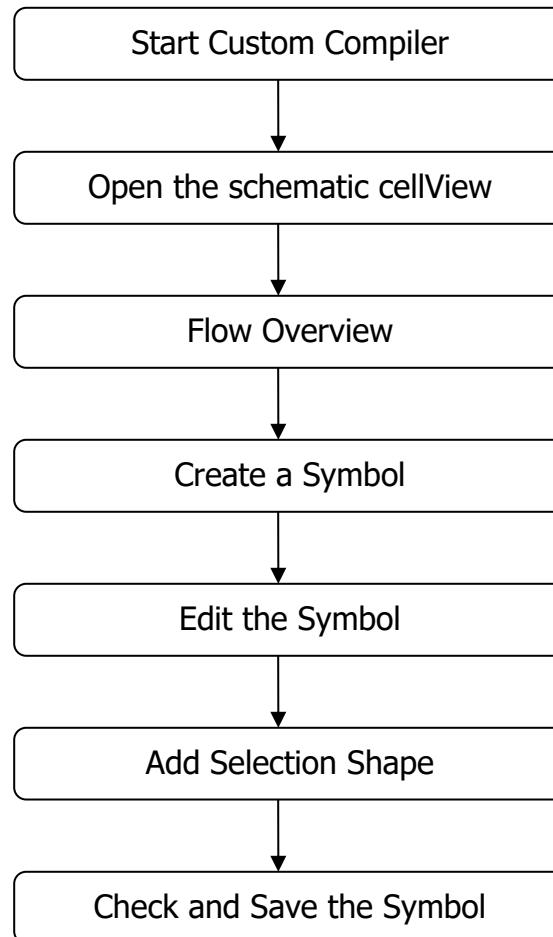 Start Custom Compiler
Open the schematic cellView
Flow Overview
Create a Symbol
Edit the Symbol
Add Selection Shape
Check and Save the Symbol